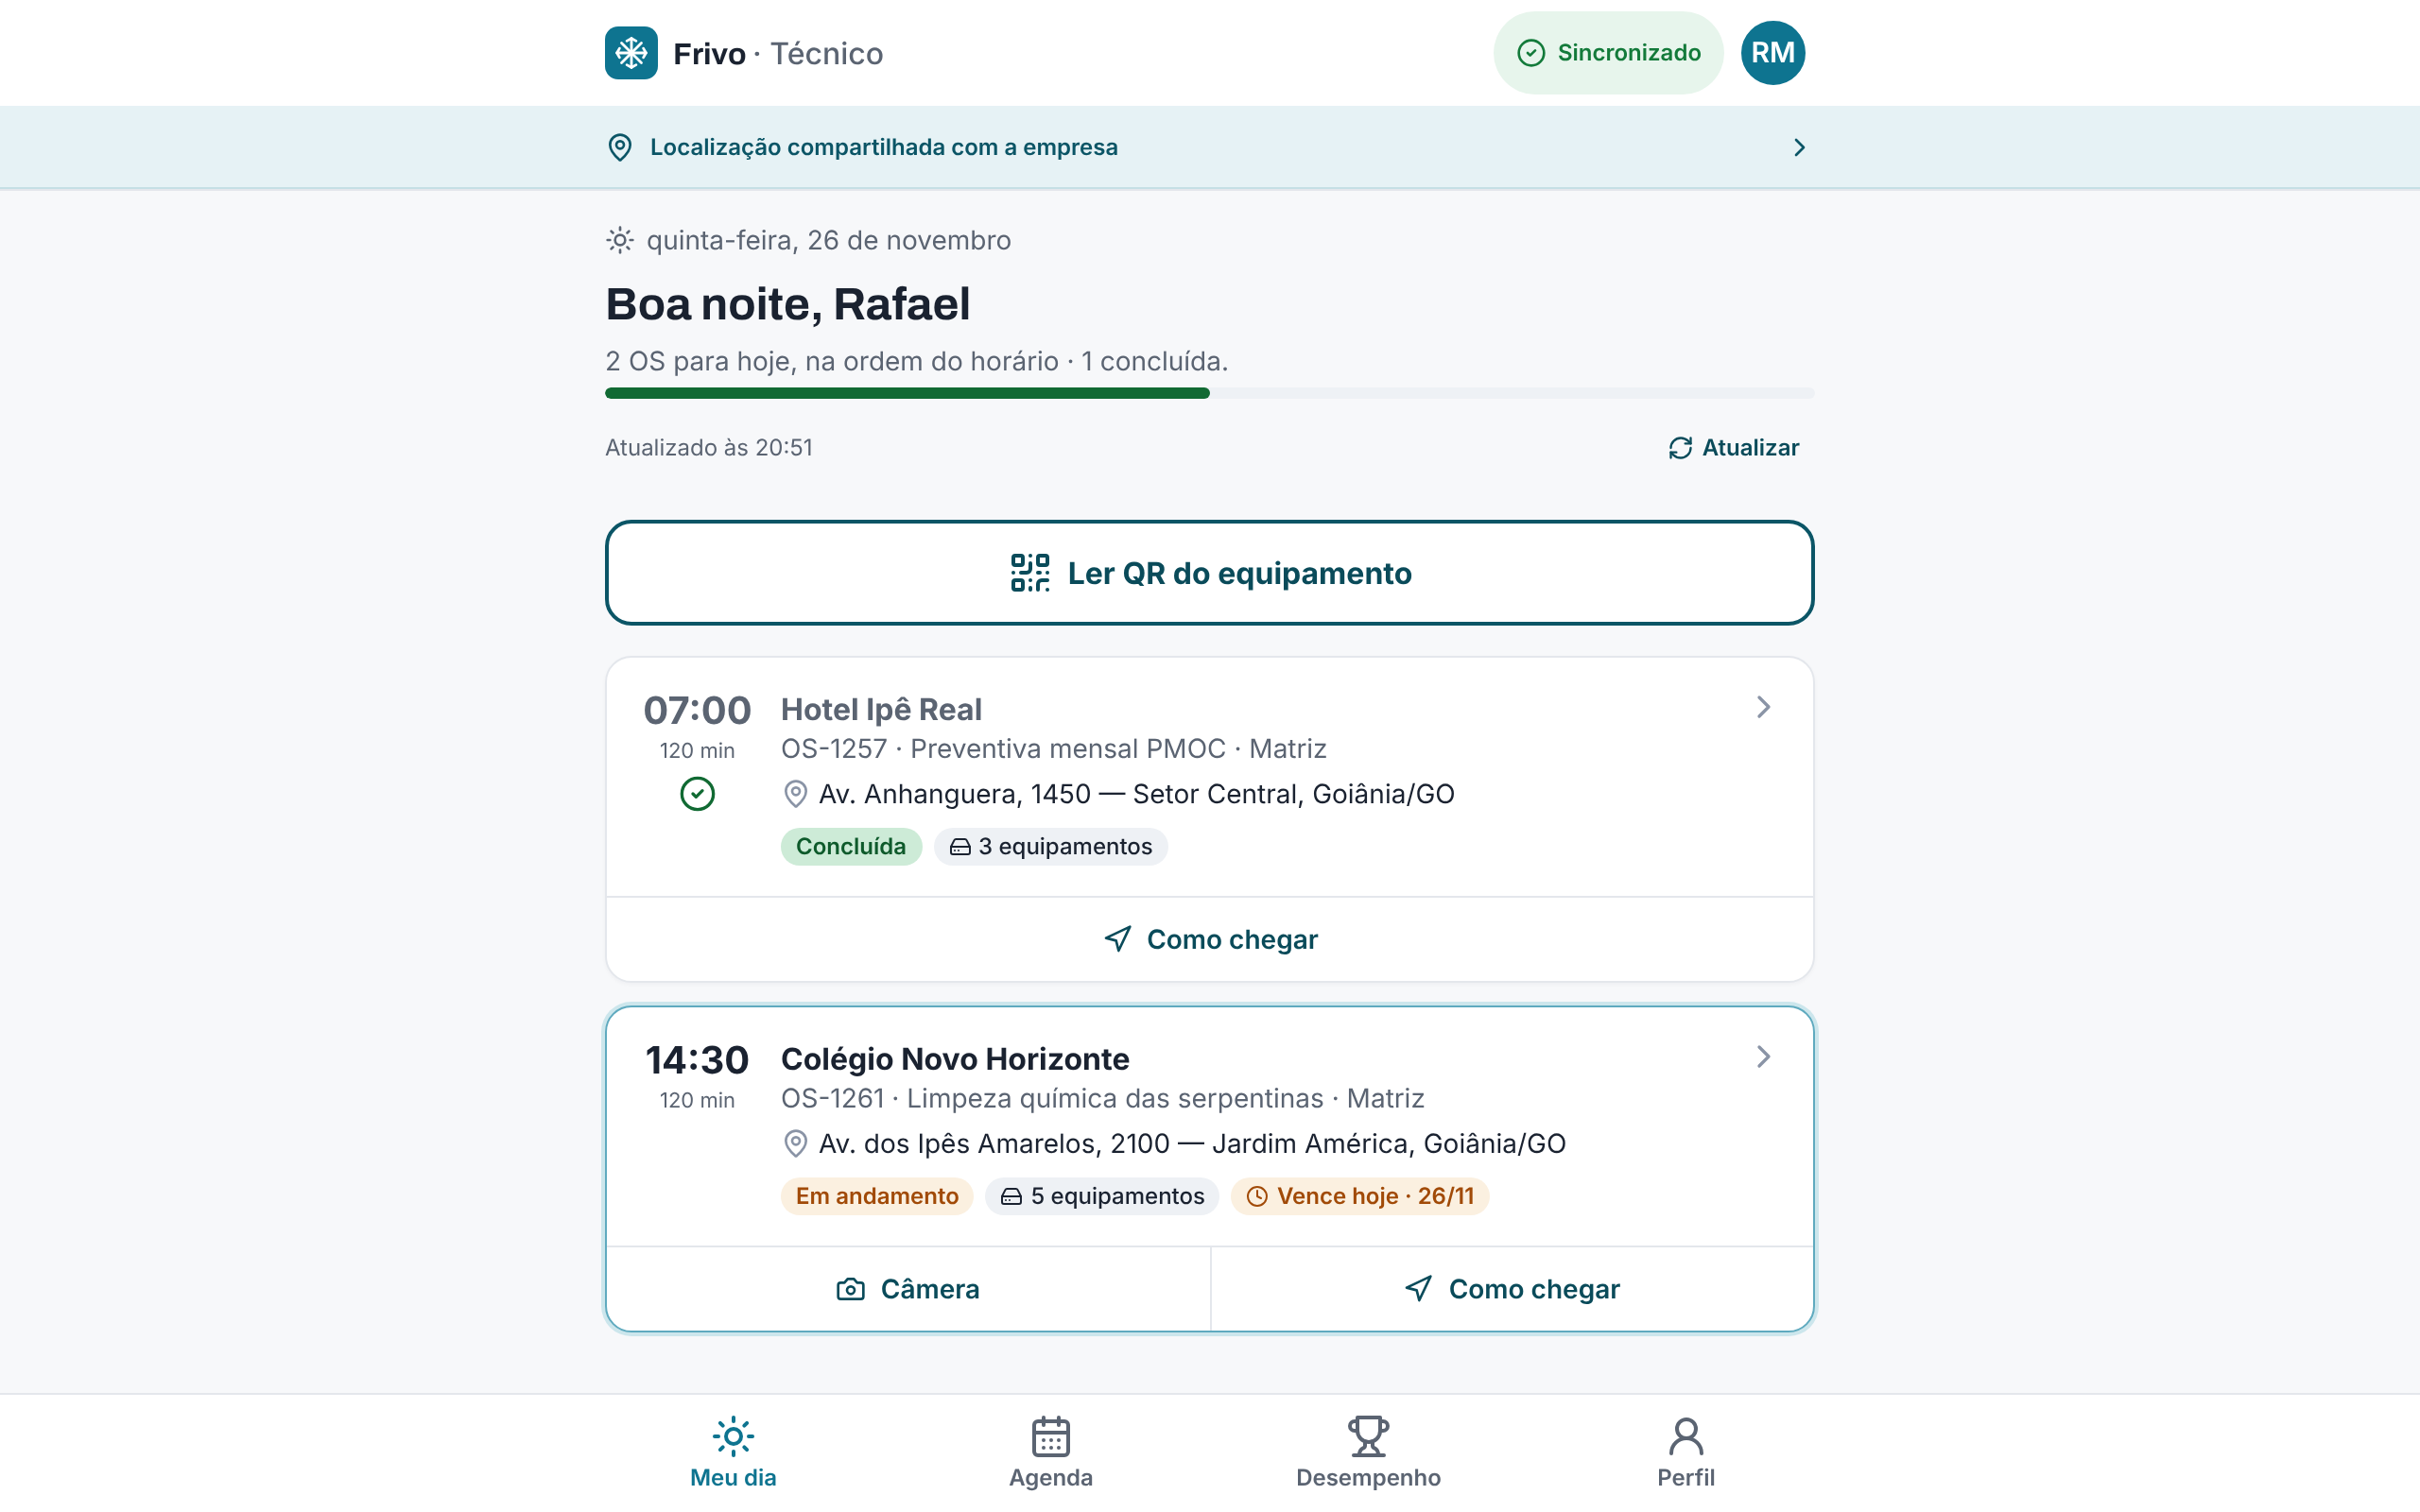 Frivo · Técnico
Sincronizado
RM
Localização compartilhada com a empresa
quinta-feira, 26 de novembro
Boa noite, Rafael
2 OS para hoje, na ordem do horário · 1 concluída.
Atualizado às 20:51
Atualizar
Ler QR do equipamento
07:00
120 min
Hotel Ipê Real
OS-1257 · Preventiva mensal PMOC · Matriz
Av. Anhanguera, 1450 — Setor Central, Goiânia/GO
Concluída
3 equipamentos
Como chegar
14:30
120 min
Colégio Novo Horizonte
OS-1261 · Limpeza química das serpentinas · Matriz
Av. dos Ipês Amarelos, 2100 — Jardim América, Goiânia/GO
Em andamento
5 equipamentos
Vence hoje · 26/11
Câmera
Como chegar
Meu dia
Agenda
Desempenho
Perfil